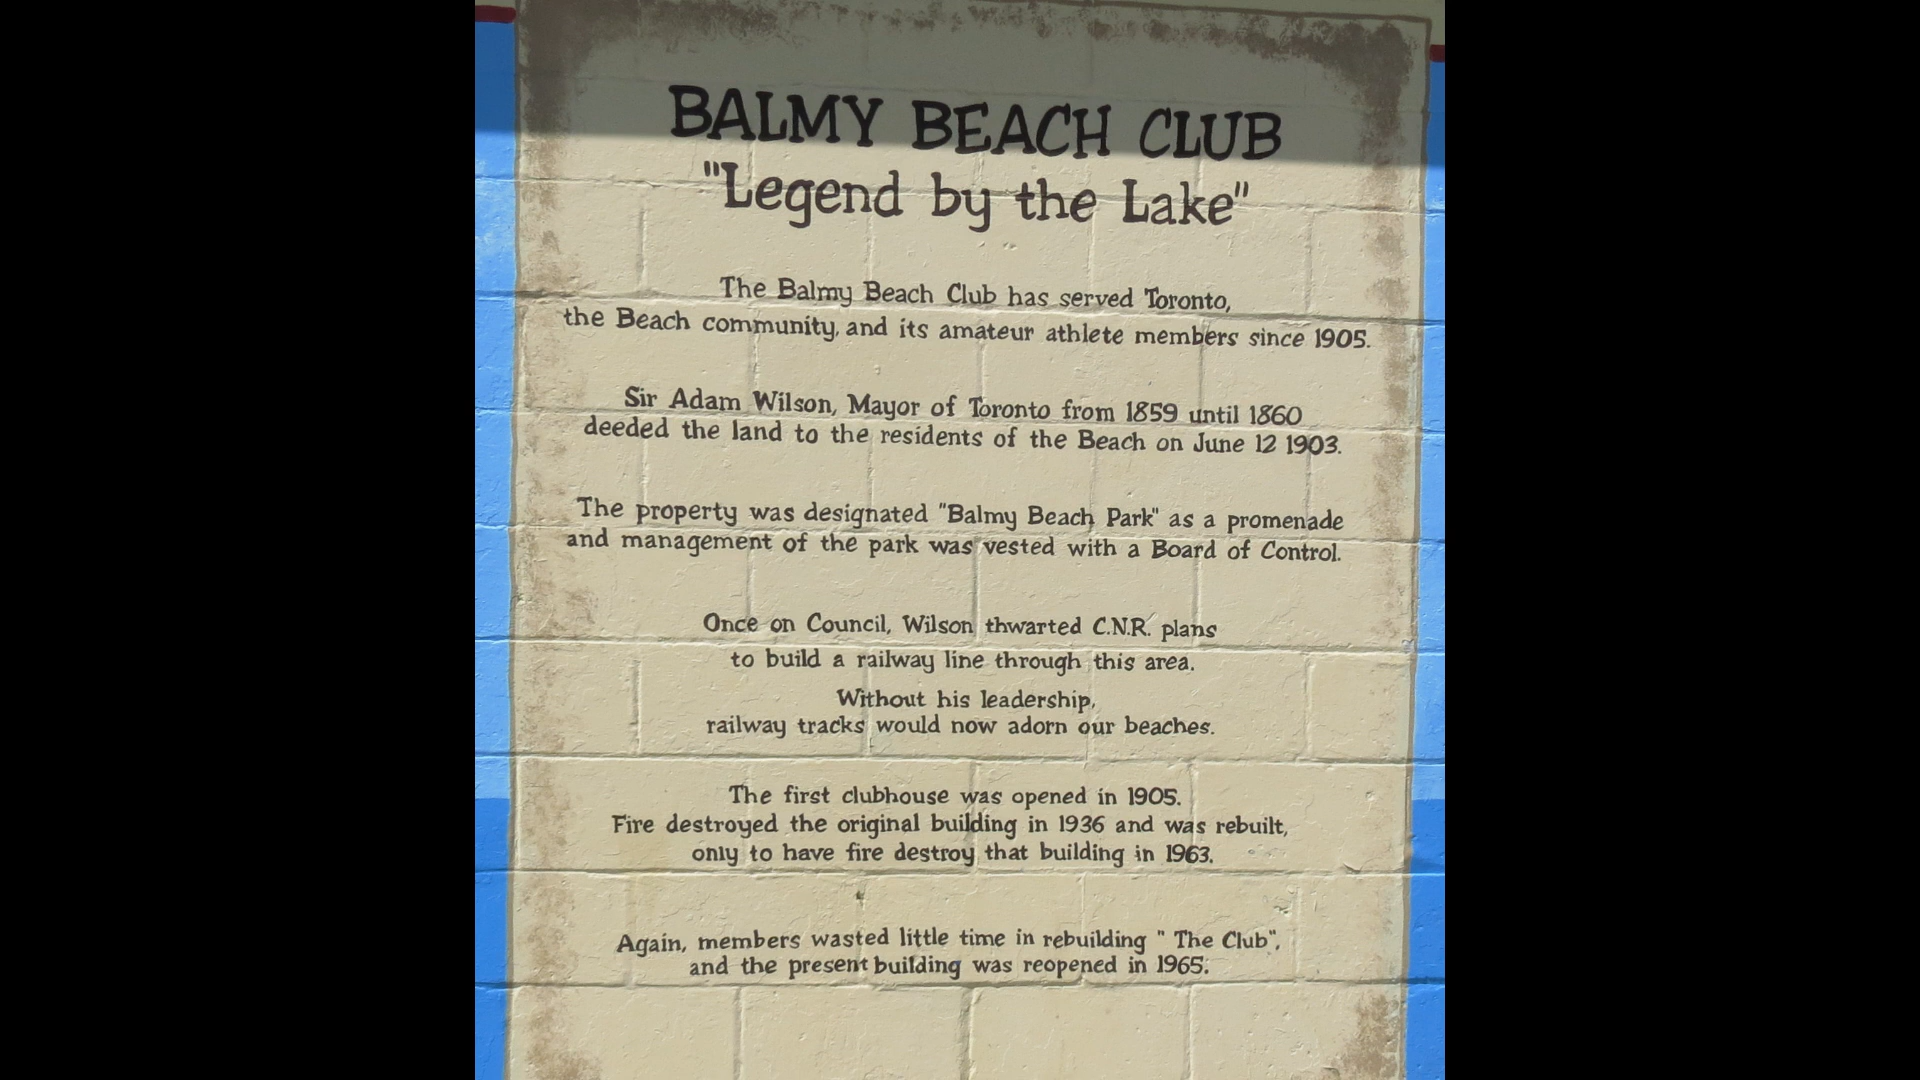 BALMY BEACH CLUB
"Legend by the Lake"
The Balmy Beach Club has served Toronto,
the Beach community, and its amateur athlete members since 1905.
Sir Adam Wilson, Mayor of Toronto from 1859 until 1860
deeded the land to the residents of the Beach on June 12 1903.
The property was designated "Balmy Beach Park" as a promenade
and management of the park was vested with a Board of Control.
Once on Council, Wilson thwarted C.N.R. plans
to build a railway line through this area.
Without his leadership,
railway tracks would now adorn our beaches.
The first clubhouse was opened in 1905.
Fire destroyed the original building in 1936 and was rebuilt,
only to have fire destroy that building in 1963.
Again, members wasted little time in rebuilding " The Club",
and the present building was reopened in 1965.